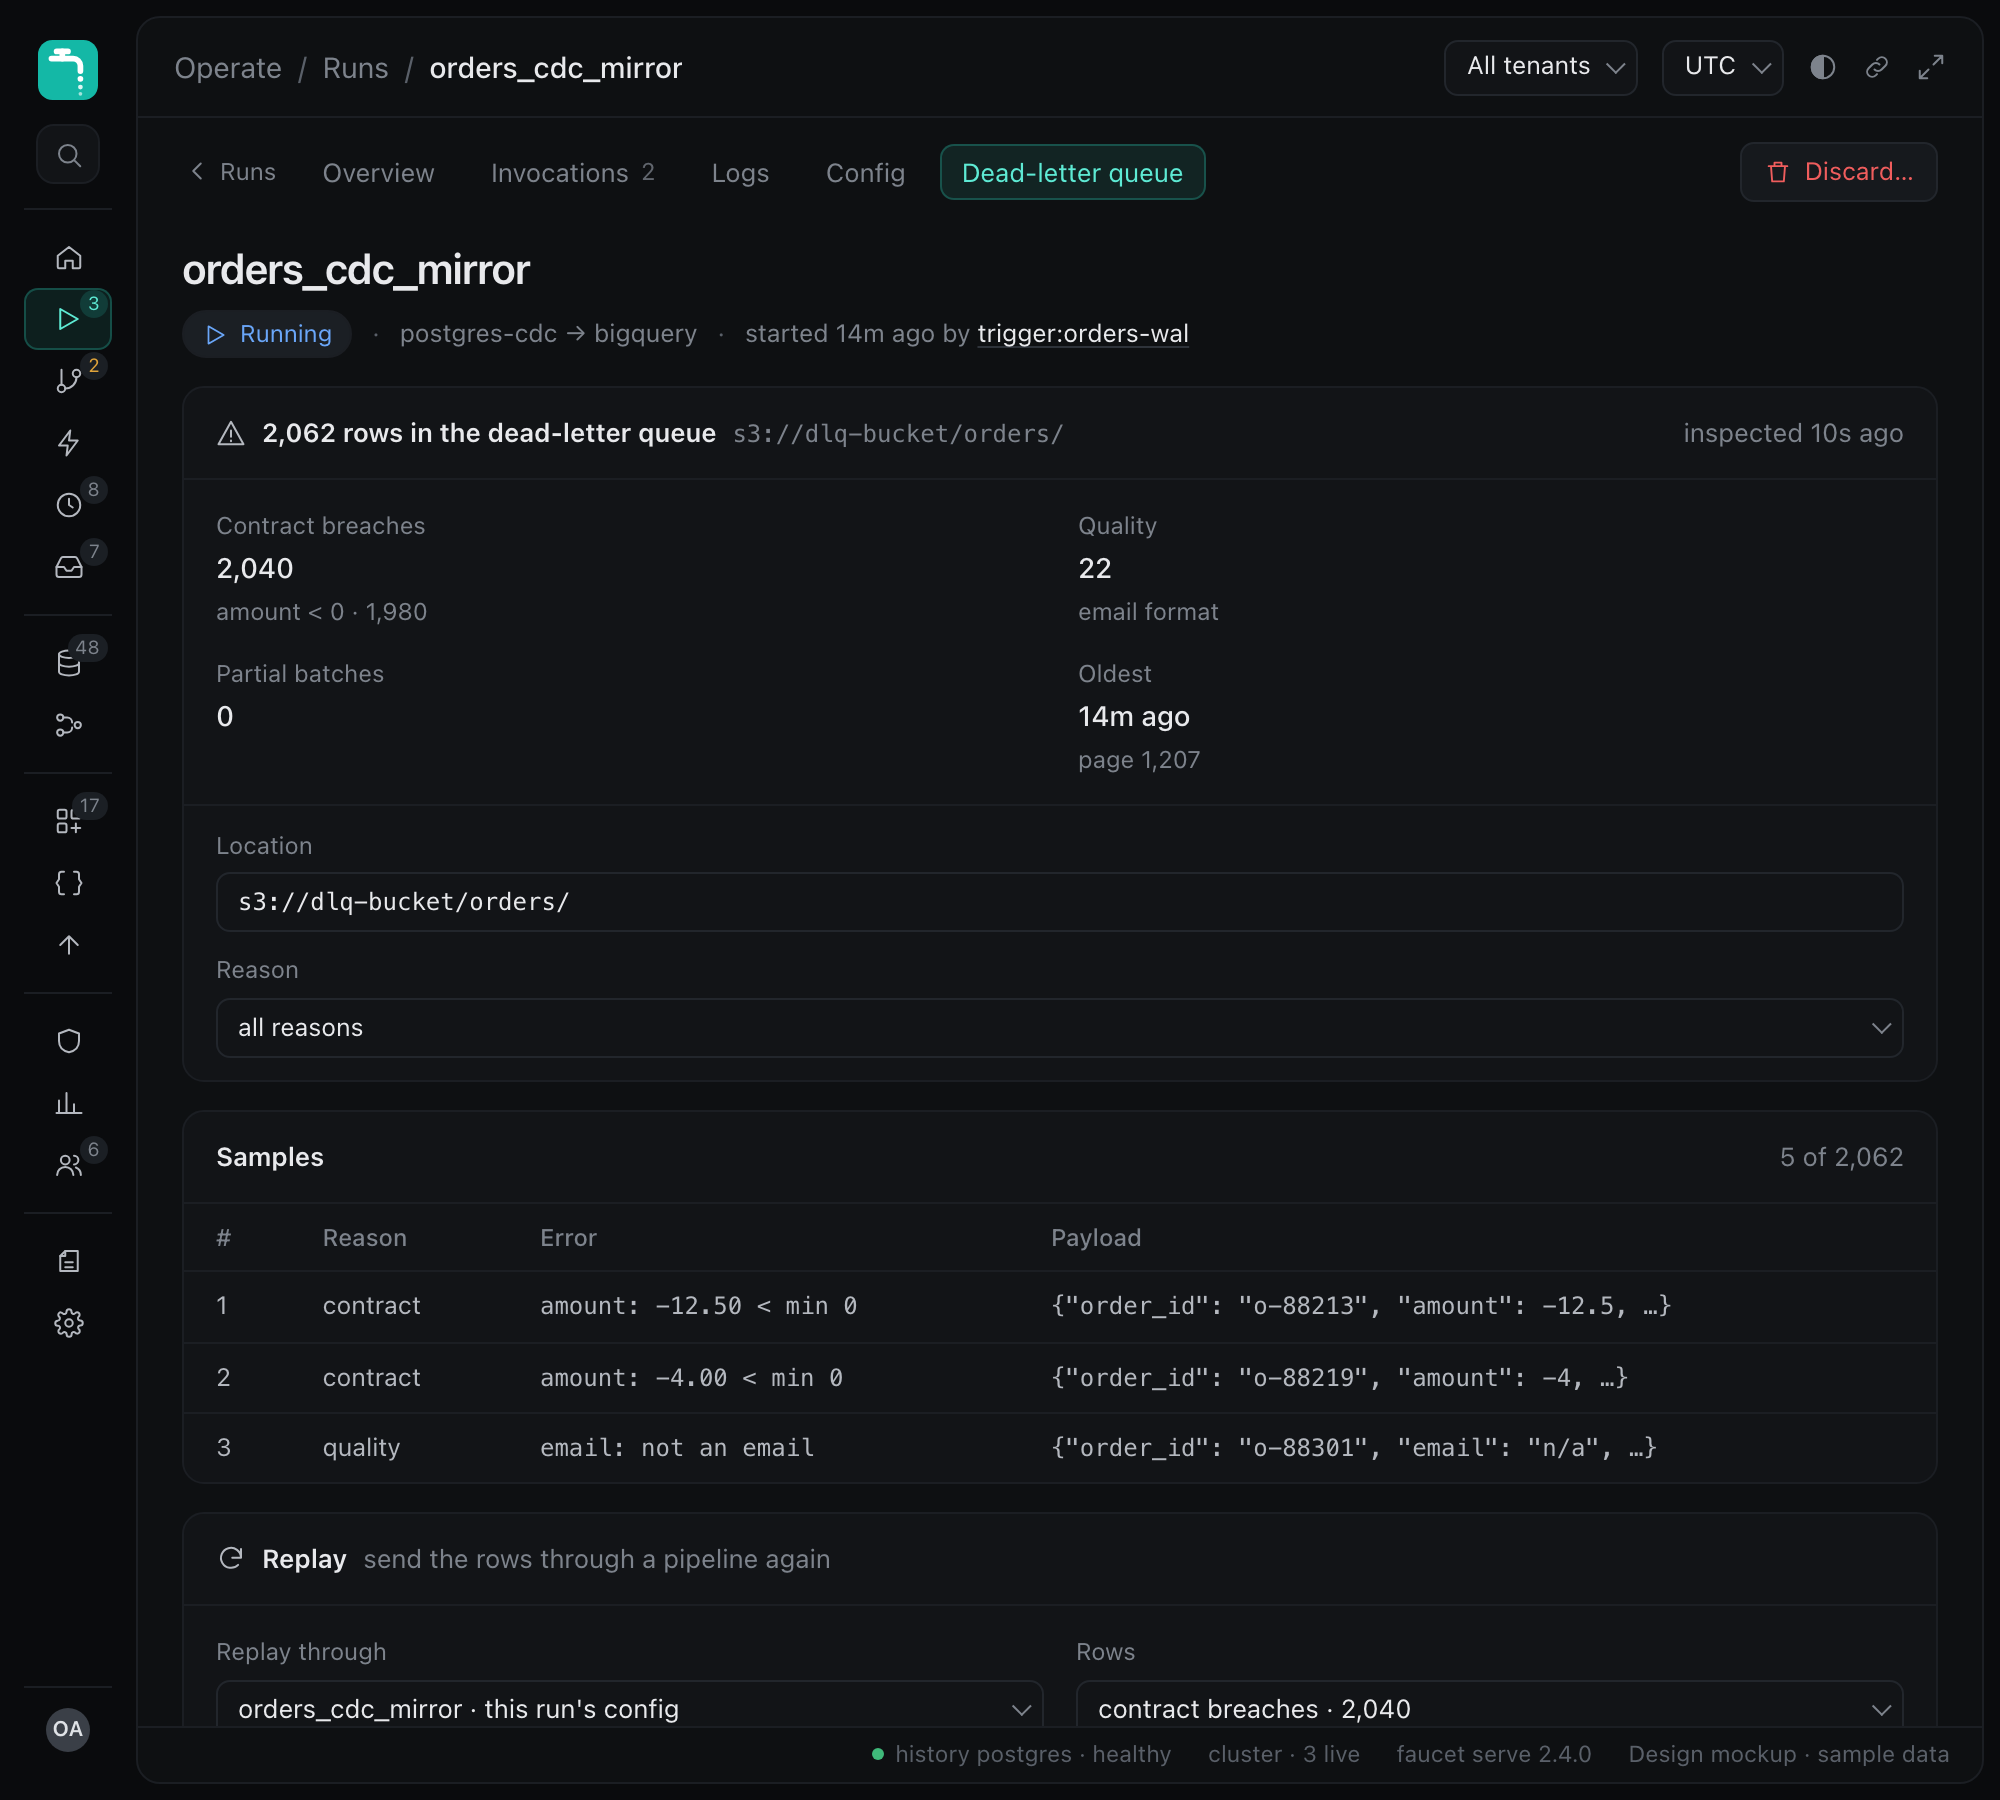 Operate / Runs / orders_cdc_mirror
All tenants
UTC
Runs
Overview
Invocations 2
Logs
Config
Dead-letter queue
Discard...
3
2
8
7
48
17
6
OA
orders_cdc_mirror
Running · postgres-cdc → bigquery · started 14m ago by trigger:orders-wal
2,062 rows in the dead-letter queue s3://dlq-bucket/orders/
inspected 10s ago
Contract breaches
2,040
amount < 0 · 1,980
Quality
22
email format
Partial batches
0
Oldest
14m ago
page 1,207
Location
s3://dlq-bucket/orders/
Reason
all reasons
Samples
5 of 2,062
# Reason Error Payload
1 contract amount: -12.50 < min 0 {"order_id": "o-88213", "amount": -12.5, …}
2 contract amount: -4.00 < min 0 {"order_id": "o-88219", "amount": -4, …}
3 quality email: not an email {"order_id": "o-88301", "email": "n/a", …}
Replay send the rows through a pipeline again
Replay through
orders_cdc_mirror · this run's config
Rows
contract breaches · 2,040
history postgres · healthy
cluster · 3 live
faucet serve 2.4.0
Design mockup · sample data